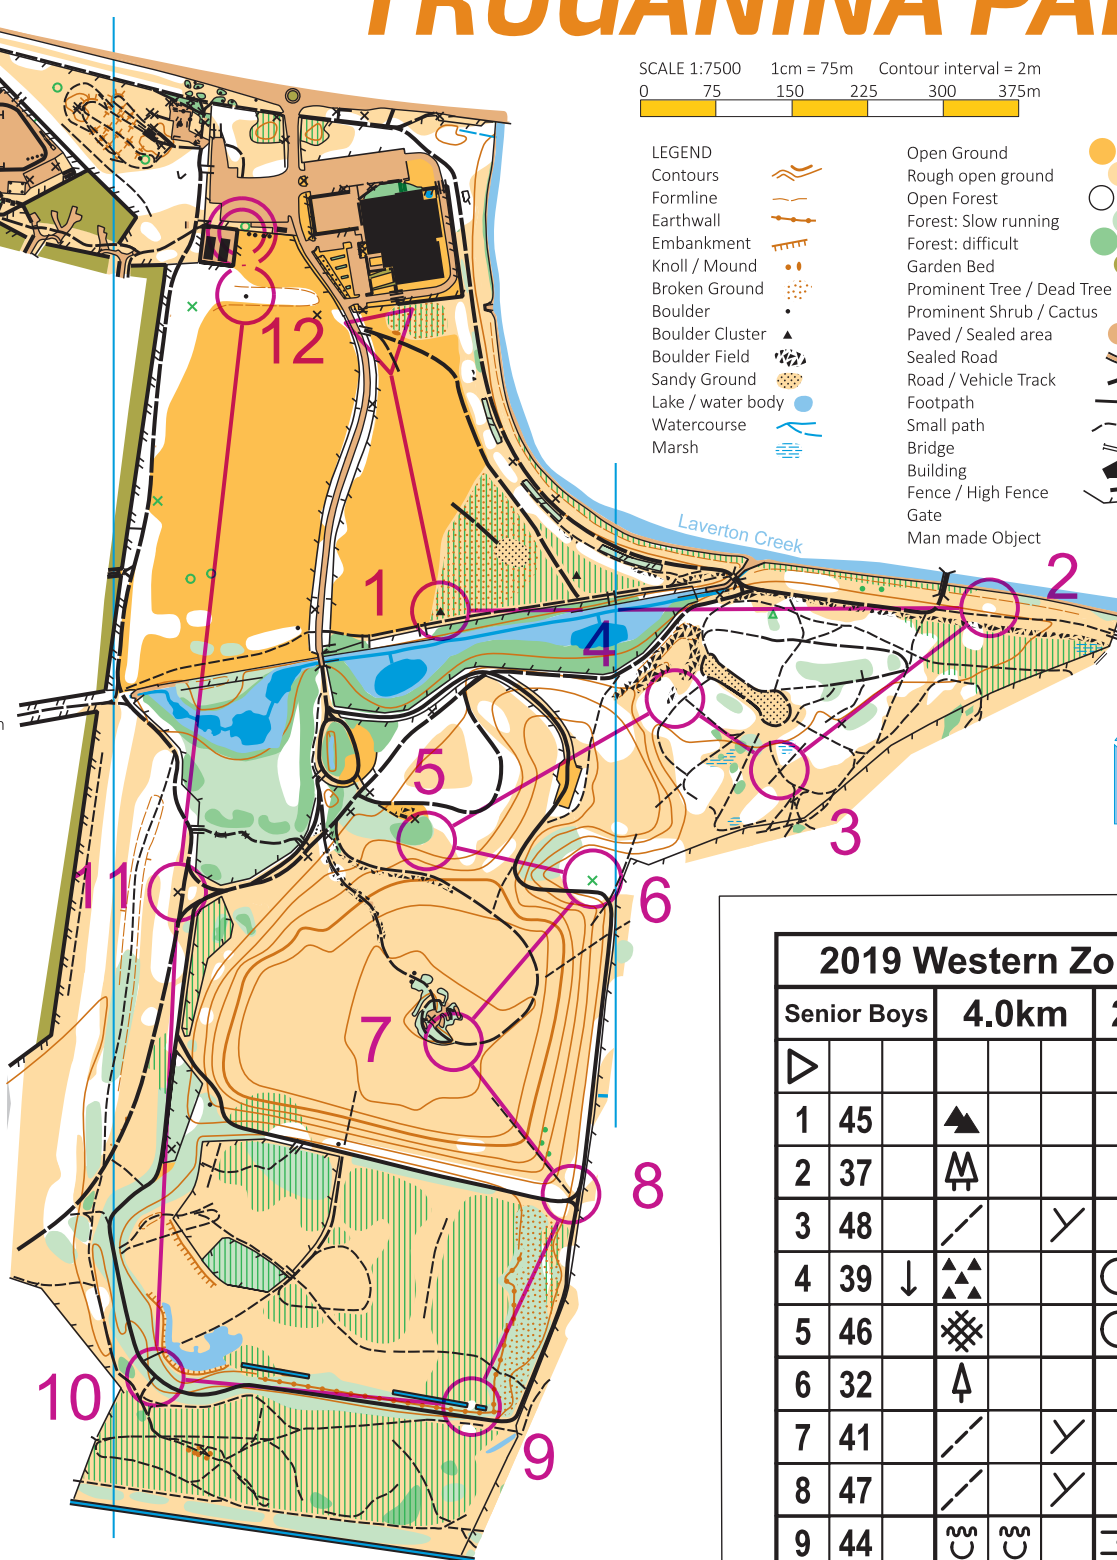 TRUGANINA PA
SCALE 1:7500 1cm = 75m Contour interval = 2m
0 75 150 225 300 375m
LEGEND
Contours
Formline
Earthwall
Embankment
Knoll / Mound
Broken Ground
Boulder
Boulder Cluster
Boulder Field
Sandy Ground
Lake / water body
Watercourse
Marsh
Open Ground
Rough open ground
Open Forest
Forest: Slow running
Forest: difficult
Garden Bed
Prominent Tree / Dead Tree
Prominent Shrub / Cactus
Paved / Sealed area
Sealed Road
Road / Vehicle Track
Footpath
Small path
Bridge
Building
Fence / High Fence
Gate
Man made Object
Laverton Creek
12
1
2
4
5
3
11
6
7
8
10
9
2019 Western Zo
Senior Boys 4.0km 2
1 45
2 37
3 48
4 39
5 46
6 32
7 41
8 47
9 44